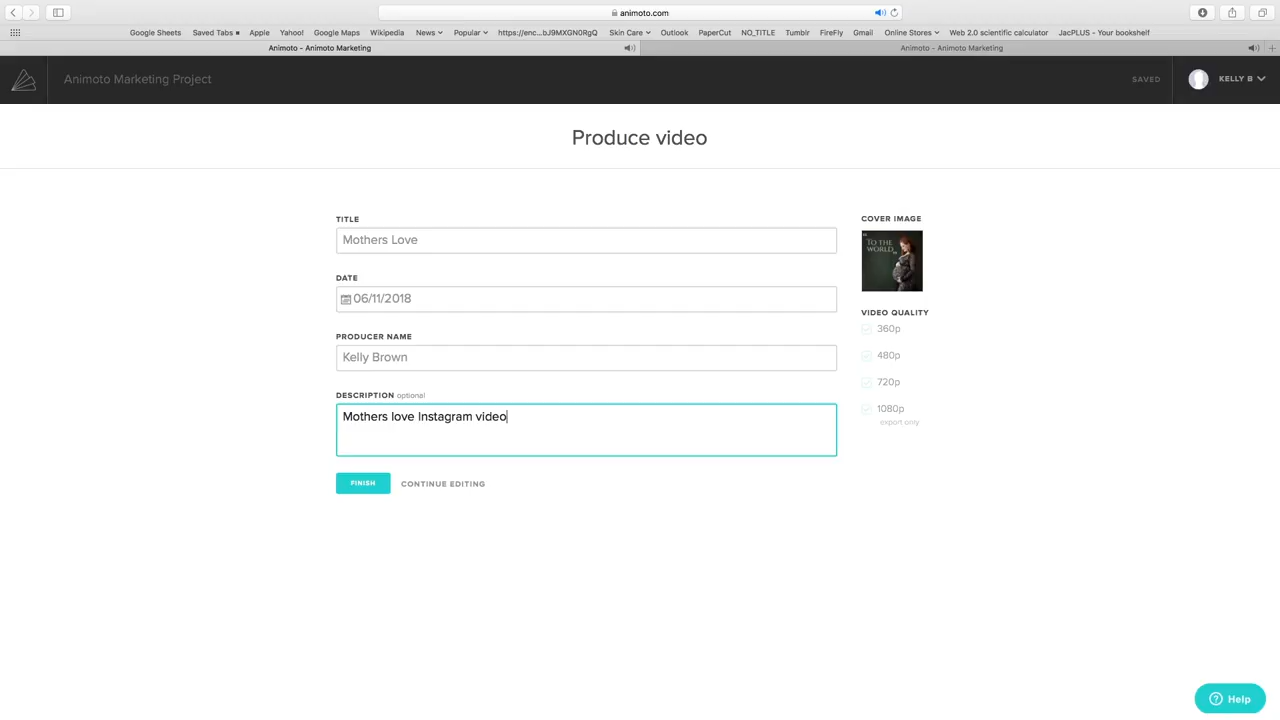 animoto.com
Google Sheets Saved Tabs Apple Yahoo! Google Maps Wikipedia News Popular https://enc...bJ9MXGN0RgQ Skin Care Outlook PaperCut NO_TITLE Tumblr FireFly Gmail Online Stores Web 2.0 scientific calculator JacPLUS - Your bookshelf
Animoto - Animoto Marketing Animoto - Animoto Marketing
Animoto Marketing Project SAVED KELLY B
Produce video
TITLE
Mothers Love
DATE
06/11/2018
PRODUCER NAME
Kelly Brown
DESCRIPTION optional
Mothers love Instagram video
FINISH CONTINUE EDITING
COVER IMAGE
"TO THE
WORLD,
VIDEO QUALITY
360p
480p
720p
1080p
export only
Help